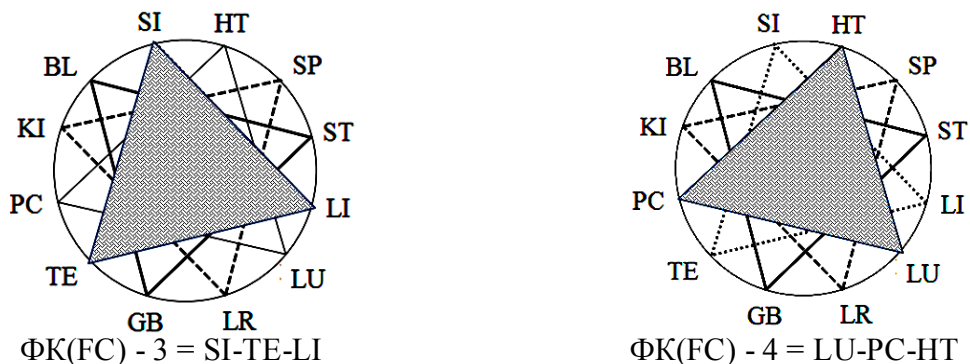 SI HT
BL SP
KI ST
PC LI
TE LU
GB LR
ФК(FC) - 3 = SI-TE-LI
SI HT
BL SP
KI ST
PC LI
TE LU
GB LR
ФК(FC) - 4 = LU-PC-HT